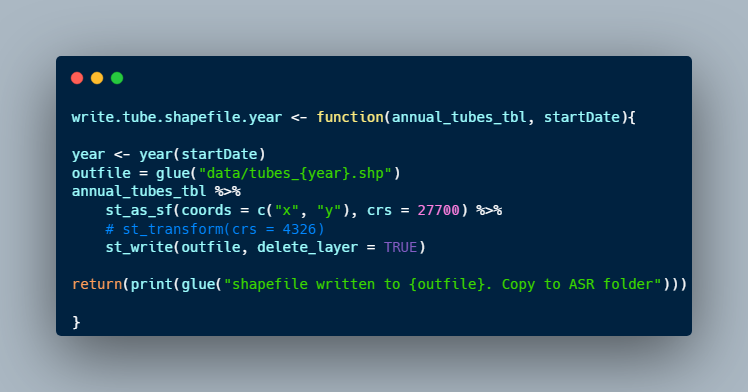 write.tube.shapefile.year <- function(annual_tubes_tbl, startDate){
year <- year(startDate)
outfile = glue("data/tubes_{year}.shp")
annual_tubes_tbl %>%
    st_as_sf(coords = c("x", "y"), crs = 27700) %>%
    # st_transform(crs = 4326)
    st_write(outfile, delete_layer = TRUE)
return(print(glue("shapefile written to {outfile}. Copy to ASR folder")))
}